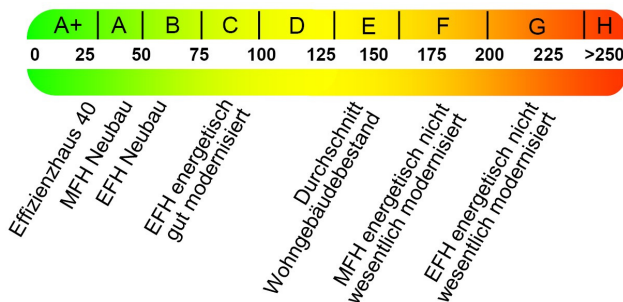 A+ A B C D E F G H
0 25 50 75 100 125 150 175 200 225 >250
Effizienzhaus 40
MFH Neubau
EFH Neubau
EFH energetisch
gut modernisiert
Durchschnitt
Wohngebäudebestand
MFH energetisch nicht
wesentlich modernisiert
EFH energetisch nicht
wesentlich modernisiert